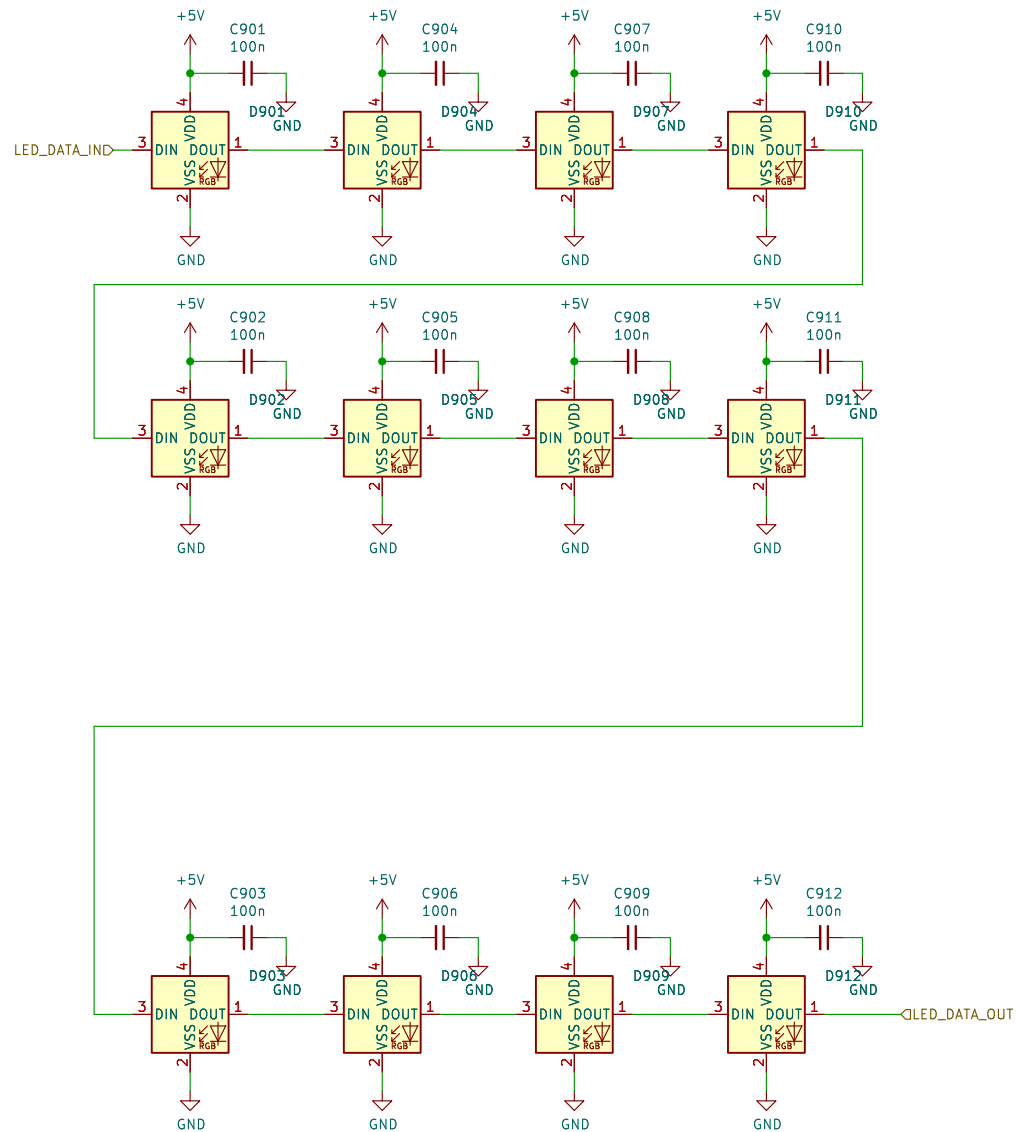 +5V +5V +5V +5V
C901 C904 C907 C910
100n 100n 100n 100n
4 D901 4 D904 4 D907 4 D910
GND GND GND GND
VDD VDD VDD VDD
LED_DATA_IN 3 DIN DOUT 1 3 DIN DOUT 1 3 DIN DOUT 1 3 DIN DOUT 1
VSS RGB VSS RGB VSS RGB VSS RGB
2 2 2 2
GND GND GND GND
+5V +5V +5V +5V
C902 C905 C908 C911
100n 100n 100n 100n
4 D902 4 D905 4 D908 4 D911
GND GND GND GND
VDD VDD VDD VDD
3 DIN DOUT 1 3 DIN DOUT 1 3 DIN DOUT 1 3 DIN DOUT 1
VSS RGB VSS RGB VSS RGB VSS RGB
2 2 2 2
GND GND GND GND
+5V +5V +5V +5V
C903 C906 C909 C912
100n 100n 100n 100n
4 D903 4 D906 4 D909 4 D912
GND GND GND GND
VDD VDD VDD VDD
3 DIN DOUT 1 3 DIN DOUT 1 3 DIN DOUT 1 3 DIN DOUT 1 LED_DATA_OUT
VSS RGB VSS RGB VSS RGB VSS RGB
2 2 2 2
GND GND GND GND